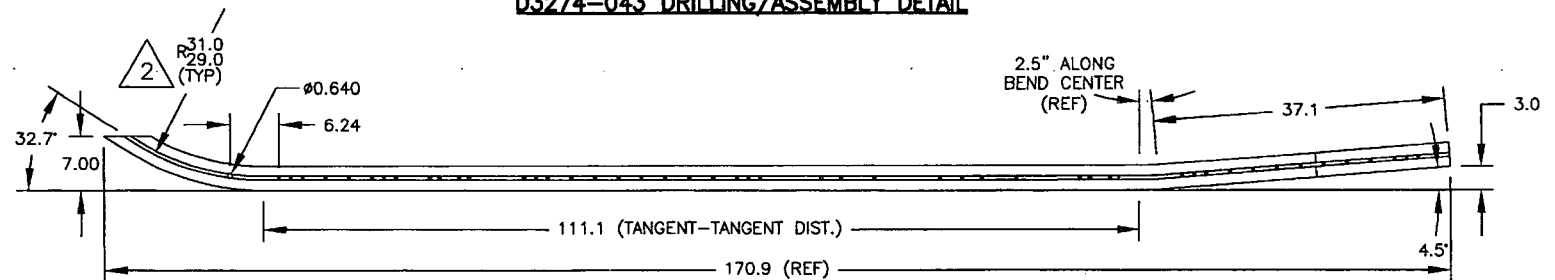 D3274-043 DRILLING/ASSEMBLY DETAIL
2
R31.0
29.0
(TYP)
Ø0.640
6.24
2.5" ALONG
BEND CENTER
(REF)
37.1
3.0
32.7°
7.00
111.1 (TANGENT-TANGENT DIST.)
4.5°
170.9 (REF)